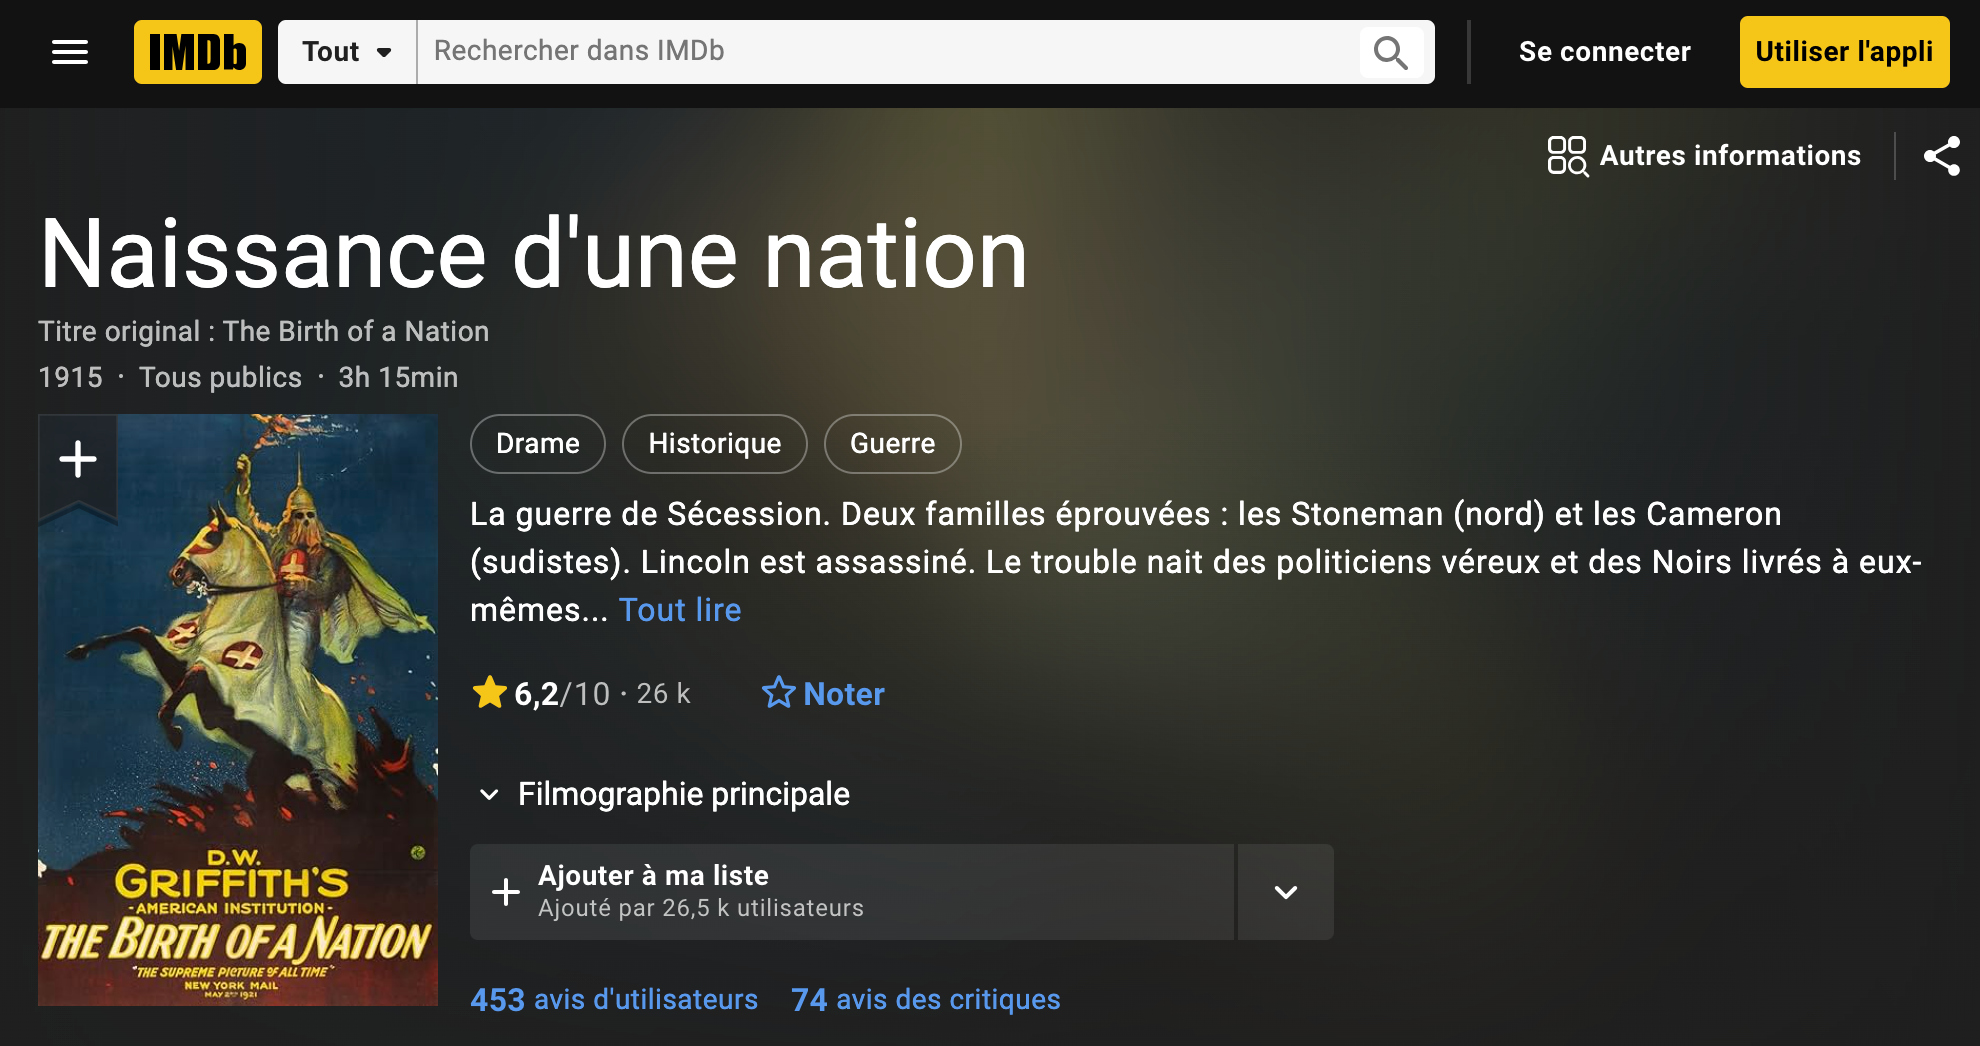 IMDb
Tout
Rechercher dans IMDb
Se connecter
Utiliser l'appli
Autres informations
Naissance d'une nation
Titre original : The Birth of a Nation
1915 · Tous publics · 3h 15min
D.W.
GRIFFITH'S
-AMERICAN INSTITUTION-
THE BIRTH OF A NATION
"THE SUPREME PICTURE OF ALL TIME"
NEW YORK MAIL
MAY 2ND 1921
Drame
Historique
Guerre
La guerre de Sécession. Deux familles éprouvées : les Stoneman (nord) et les Cameron
(sudistes). Lincoln est assassiné. Le trouble nait des politiciens véreux et des Noirs livrés à eux-
mêmes... Tout lire
6,2/10 · 26 k
Noter
Filmographie principale
Ajouter à ma liste
Ajouté par 26,5 k utilisateurs
453 avis d'utilisateurs
74 avis des critiques